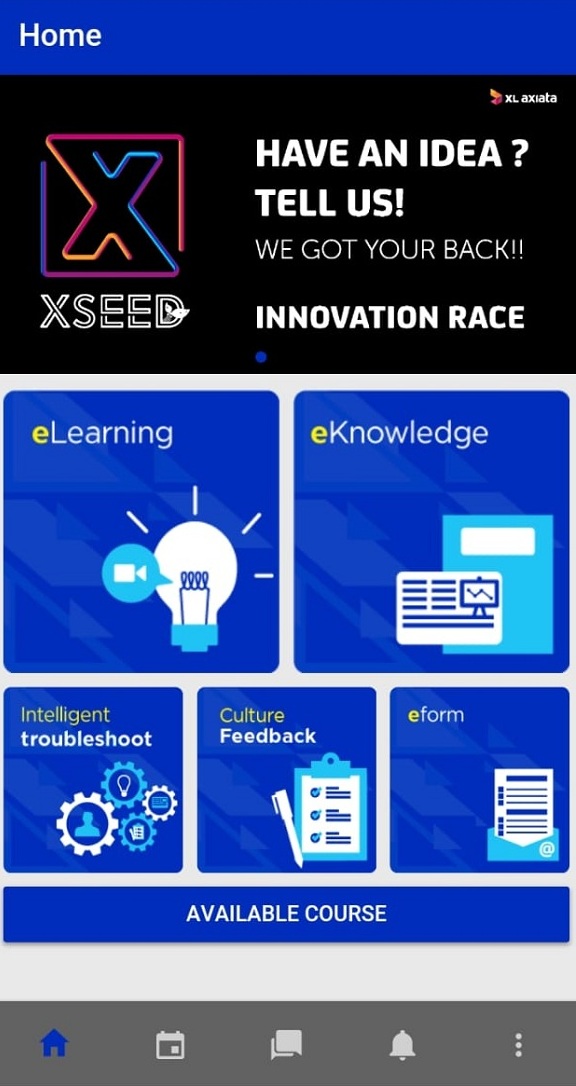 Home
XL axiata
HAVE AN IDEA ?
TELL US!
WE GOT YOUR BACK!!
XSEED
INNOVATION RACE
eLearning
eKnowledge
Intelligent
troubleshoot
Culture
Feedback
eform
@
AVAILABLE COURSE